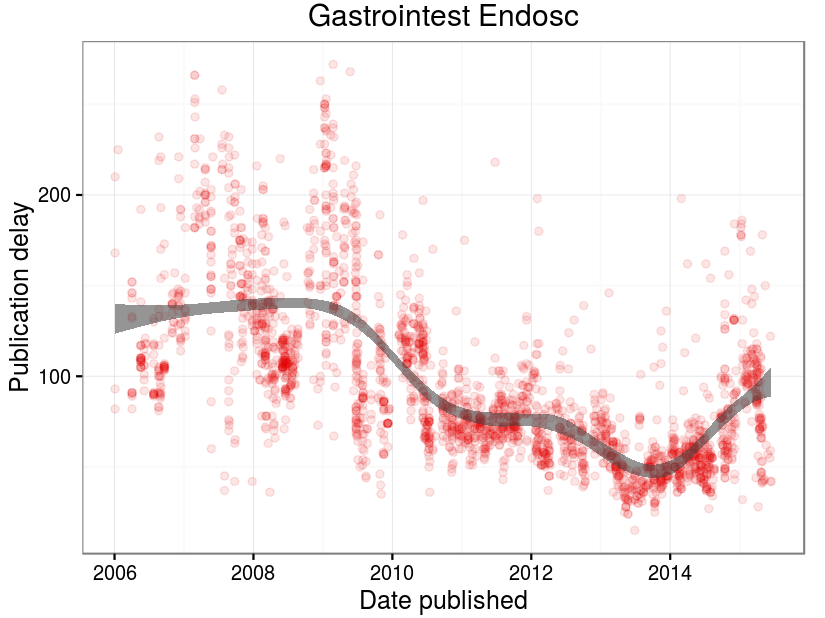 Gastrointest Endosc
Publication delay
200
100
2006 2008 2010 2012 2014
Date published